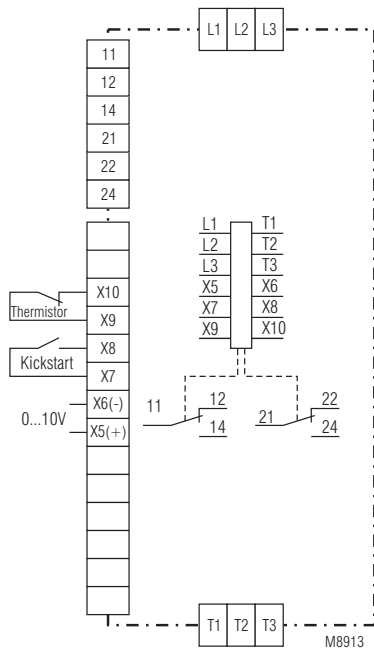 L1 L2 L3
11
12
14
21
22
24
L1 T1
L2 T2
L3 T3
X5 X6
X7 X8
X9 X10
X10
Thermistor
X9
X8
Kickstart
X7
X6(-)
0...10V
X5(+)
11 12 14
21 22 24
T1 T2 T3
M8913